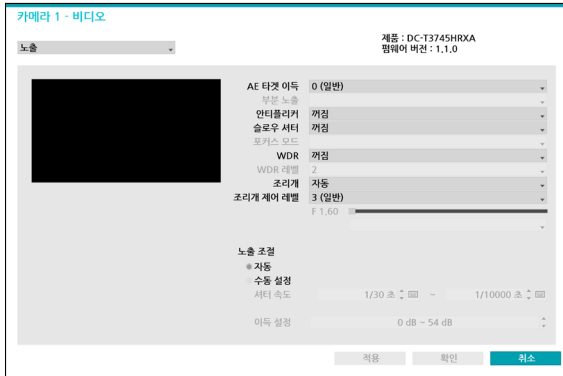 카메라 1 - 비디오
노출
제품 : DC-T3745HRXA
펌웨어 버전 : 1.1.0
AE 타겟 이득 0 (일반)
부분 노출
안티플리커 꺼짐
슬로우 셔터 꺼짐
포커스 모드
WDR 꺼짐
WDR 레벨 2
조리개 자동
조리개 제어 레벨 3 (일반)
F 1.60
노출 조절
자동
수동 설정
셔터 속도 1/30 초 ~ 1/10000 초
이득 설정 0 dB ~ 54 dB
적용 확인 취소